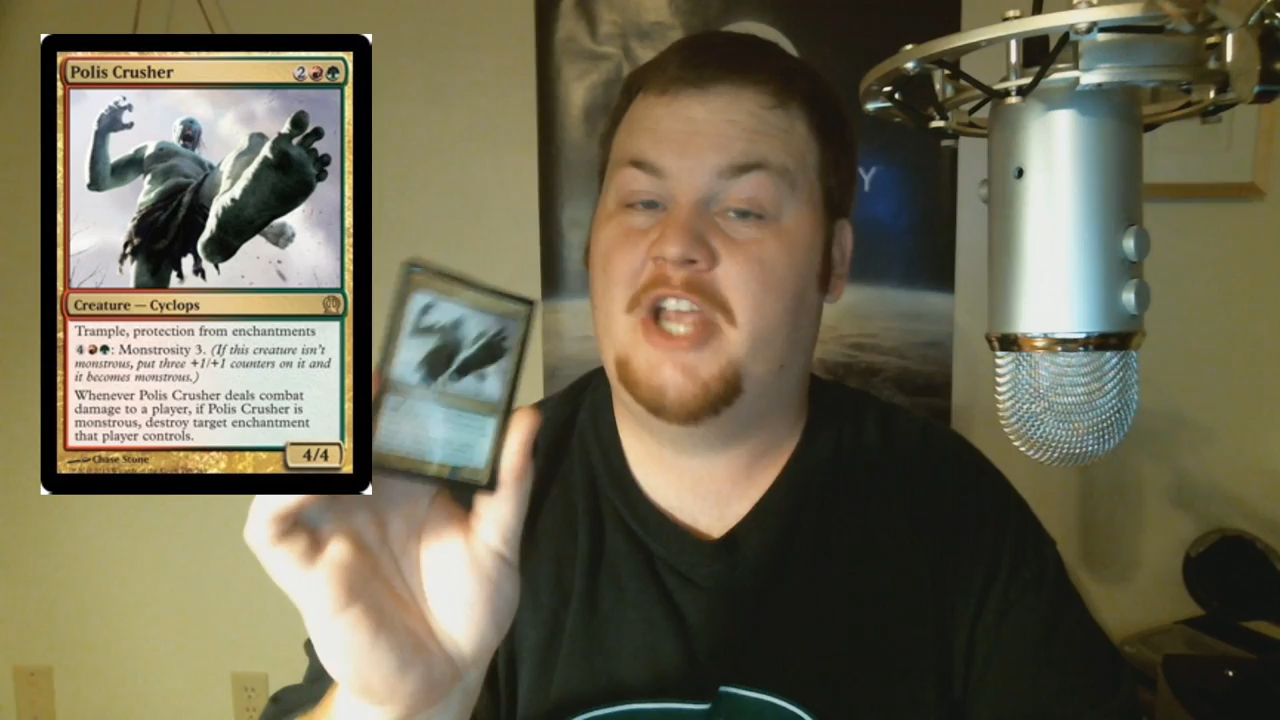 Polis Crusher 2
Creature — Cyclops
Trample, protection from enchantments
4: Monstrosity 3. (If this creature isn't
monstrous, put three +1/+1 counters on it and
it becomes monstrous.)
Whenever Polis Crusher deals combat
damage to a player, if Polis Crusher is
monstrous, destroy target enchantment
that player controls.
4/4
Chase Stone
Y